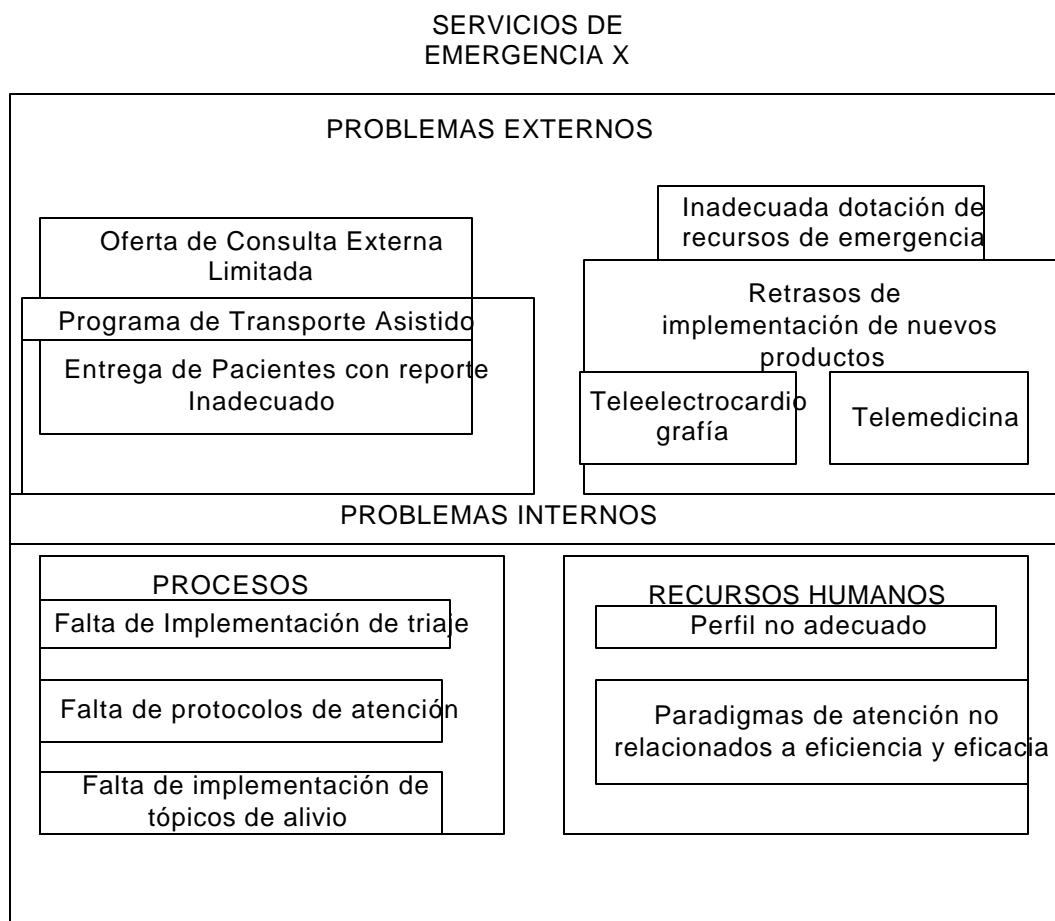 SERVICIOS DE
EMERGENCIA X
PROBLEMAS EXTERNOS
Oferta de Consulta Externa
Limitada
Programa de Transporte Asistido
Entrega de Pacientes con reporte
Inadecuado
Inadecuada dotación de
recursos de emergencia
Retrasos de
implementación de nuevos
productos
Teleelectrocardio
grafía
Telemedicina
PROBLEMAS INTERNOS
PROCESOS
Falta de Implementación de triaje
Falta de protocolos de atención
Falta de implementación de
tópicos de alivio
RECURSOS HUMANOS
Perfil no adecuado
Paradigmas de atención no
relacionados a eficiencia y eficacia